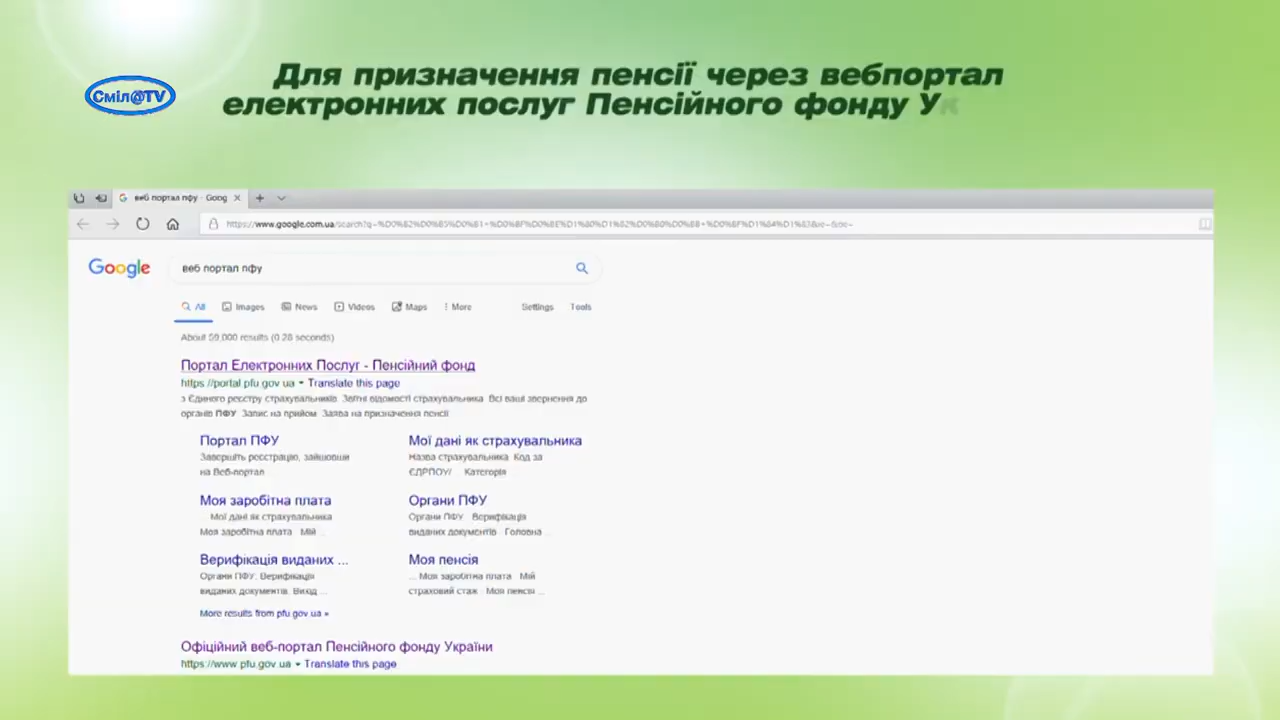 Для призначення пенсії через вебпортал
електронних послуг Пенсійного фонду Ук
Сміл@TV
веб портал пфу - Goog
https://www.google.com.ua/search?q=
Google
веб портал пфу
All Images News Videos Maps More Settings Tools
About 59,000 results (0.28 seconds)
Портал Електронних Послуг - Пенсійний фонд
https://portal.pfu.gov.ua Translate this page
з Єдиного реєстру страхувальників Звітні відомості страхувальника Всі ваші звернення до
органів ПФУ Запис на прийом Заява на призначення пенсії
Портал ПФУ
Завершіть реєстрацію, зайшовши
на Веб-портал
Мої дані як страхувальника
Назва страхувальника Код за
ЄДРПОУ/ Категорія
Моя заробітна плата
Мої дані як страхувальника
Моя заробітна плата Мій ...
Органи ПФУ
Органи ПФУ Верифікація
виданих документів Головна ...
Верифікація виданих ...
Органи ПФУ. Верифікація
виданих документів. Вихід ...
Моя пенсія
... Моя заробітна плата Мій
страховий стаж Моя пенсія ...
More results from pfu.gov.ua »
Офіційний веб-портал Пенсійного фонду України
https://www.pfu.gov.ua Translate this page